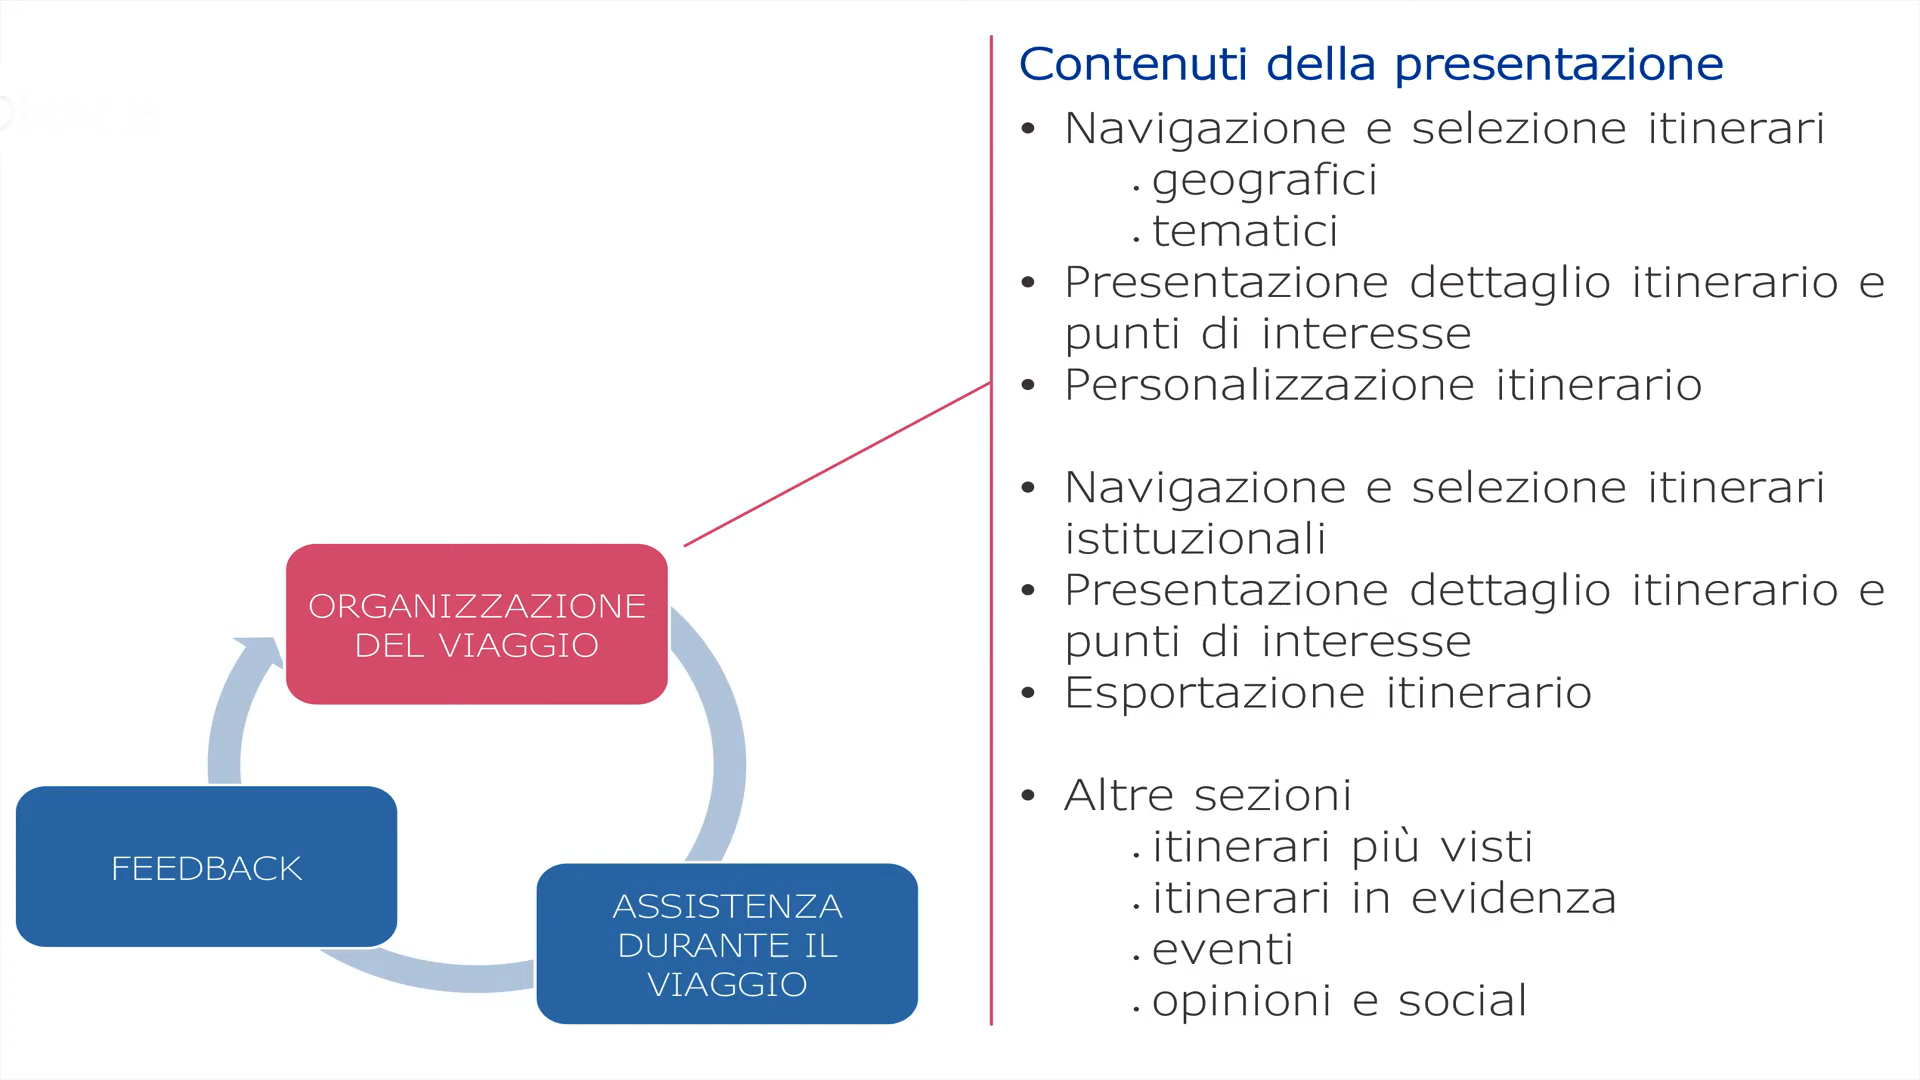 Contenuti della presentazione
• Navigazione e selezione itinerari
. geografici
. tematici
• Presentazione dettaglio itinerario e
punti di interesse
• Personalizzazione itinerario
• Navigazione e selezione itinerari
istituzionali
• Presentazione dettaglio itinerario e
punti di interesse
• Esportazione itinerario
• Altre sezioni
. itinerari più visti
. itinerari in evidenza
. eventi
. opinioni e social
ORGANIZZAZIONE
DEL VIAGGIO
FEEDBACK
ASSISTENZA
DURANTE IL
VIAGGIO